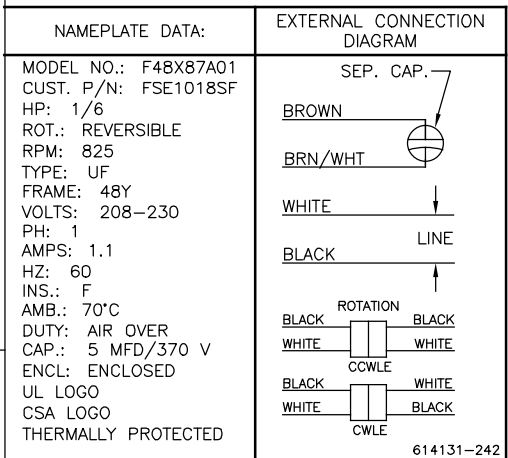 NAMEPLATE DATA:
MODEL NO.: F48X87A01
CUST. P/N: FSE1018SF
HP: 1/6
ROT.: REVERSIBLE
RPM: 825
TYPE: UF
FRAME: 48Y
VOLTS: 208-230
PH: 1
AMPS: 1.1
HZ: 60
INS.: F
AMB.: 70°C
DUTY: AIR OVER
CAP.: 5 MFD/370 V
ENCL: ENCLOSED
UL LOGO
CSA LOGO
THERMALLY PROTECTED
EXTERNAL CONNECTION
DIAGRAM
SEP. CAP.
BROWN
BRN/WHT
WHITE
LINE
BLACK
ROTATION
BLACK BLACK
WHITE WHITE
CCWLE
BLACK WHITE
WHITE BLACK
CWLE
614131-242